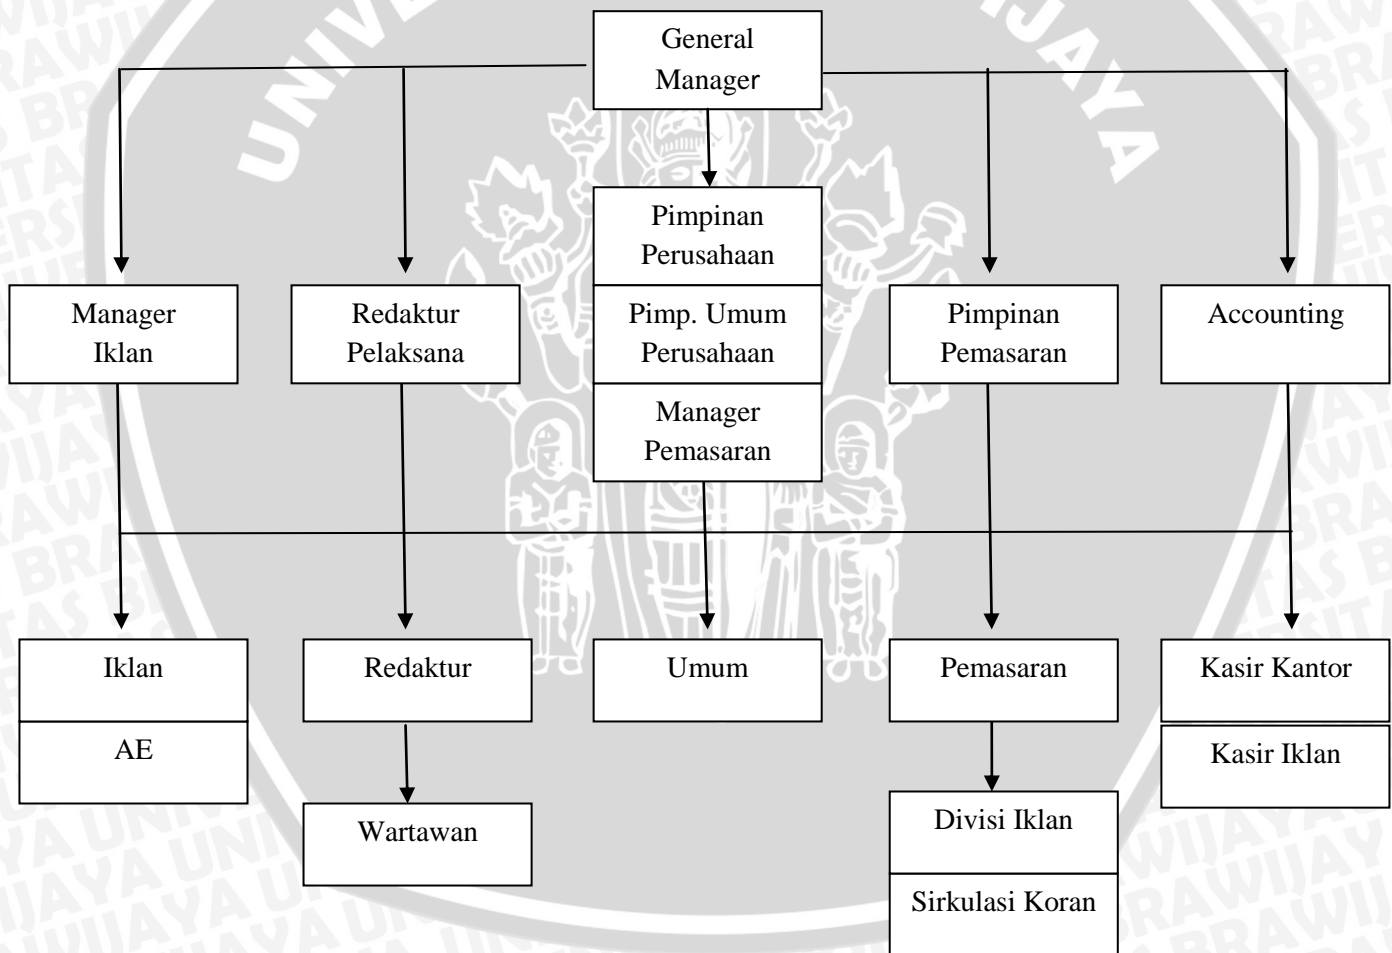 General
Manager
Pimpinan
Perusahaan
Manager
Iklan
Redaktur
Pelaksana
Pimp. Umum
Perusahaan
Pimpinan
Pemasaran
Accounting
Manager
Pemasaran
Iklan
Redaktur
Umum
Pemasaran
Kasir Kantor
AE
Kasir Iklan
Wartawan
Divisi Iklan
Sirkulasi Koran